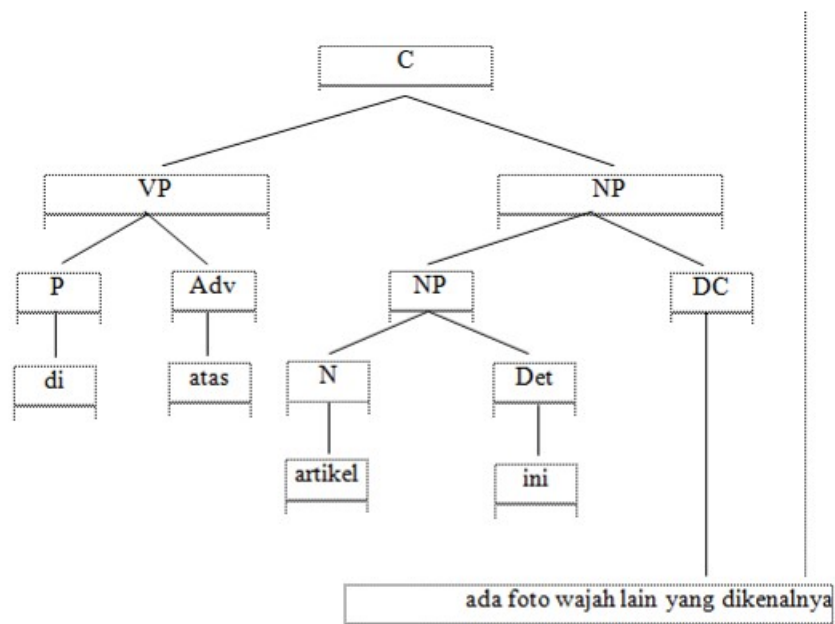 C
VP NP
P Adv NP DC
di atas N Det
artikel ini
ada foto wajah lain yang dikenalnya